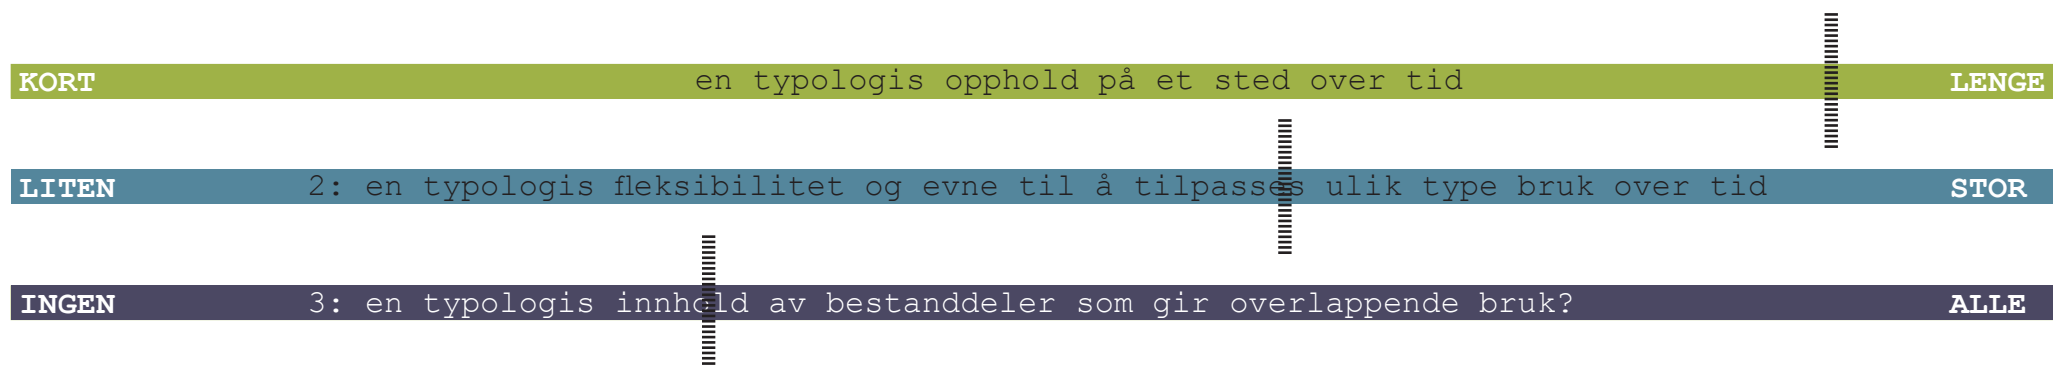 KORT en typologis opphold på et sted over tid LENGE
LITEN 2: en typologis fleksibilitet og evne til å tilpasses ulik type bruk over tid STOR
INGEN 3: en typologis innhold av bestanddeler som gir overlappende bruk? ALLE